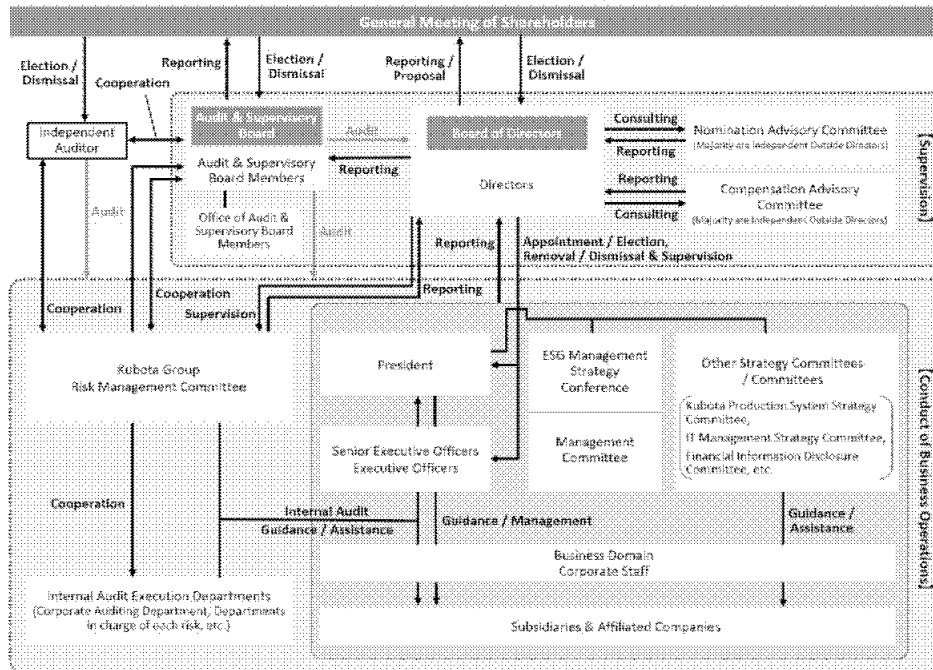 General Meeting of Shareholders
Election /
Dismissal
Reporting
Election /
Dismissal
Reporting /
Proposal
Election /
Dismissal
Cooperation
Independent
Auditor
Audit & Supervisory
Board
Audit & Supervisory
Board Members
Office of Audit &
Supervisory Board
Members
Audit
Reporting
Board of Directors
Directors
Consulting
Reporting
Nomination Advisory Committee
(Majority are Independent Outside Directors)
Reporting
Consulting
Compensation Advisory
Committee
(Majority are Independent Outside Directors)
[Supervision]
Audit
Audit
Reporting
Appointment / Election,
Removal / Dismissal & Supervision
Cooperation
Cooperation
Supervision
Reporting
Kubota Group
Risk Management Committee
President
ESG Management
Strategy
Conference
Management
Committee
Other Strategy Committees
/ Committees
Kubota Production System Strategy
Committee,
IT Management Strategy Committee,
Financial Information Disclosure
Committee, etc.
[Conduct of Business Operations]
Senior Executive Officers
Executive Officers
Cooperation
Internal Audit
Guidance / Assistance
Guidance / Management
Guidance /
Assistance
Business Domain
Corporate Staff
Internal Audit Execution Departments
(Corporate Auditing Department, Departments
in charge of each risk, etc.)
Subsidiaries & Affiliated Companies